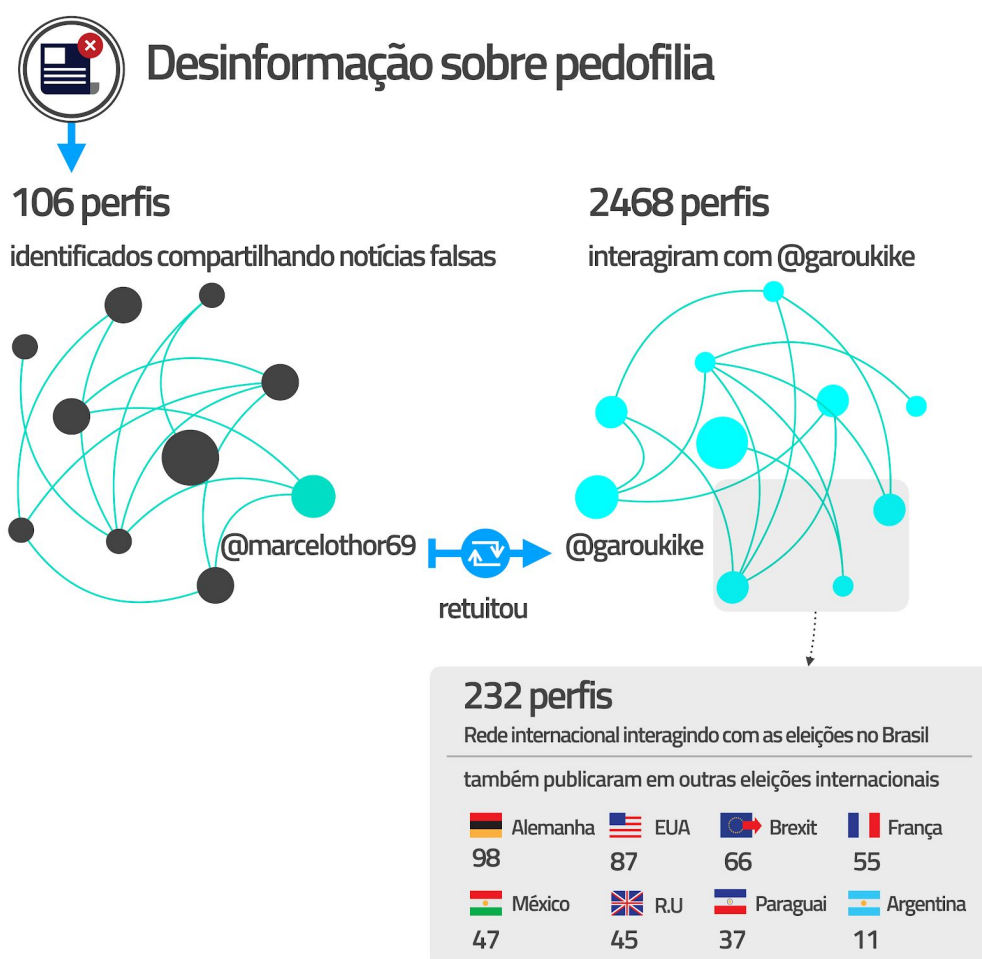 Desinformação sobre pedofilia
106 perfis
identificados compartilhando notícias falsas
2468 perfis
interagiram com @garoukike
@marcelothor69
retuitou
@garoukike
232 perfis
Rede internacional interagindo com as eleições no Brasil
também publicaram em outras eleições internacionais
Alemanha EUA Brexit França
98 87 66 55
México R.U Paraguai Argentina
47 45 37 11